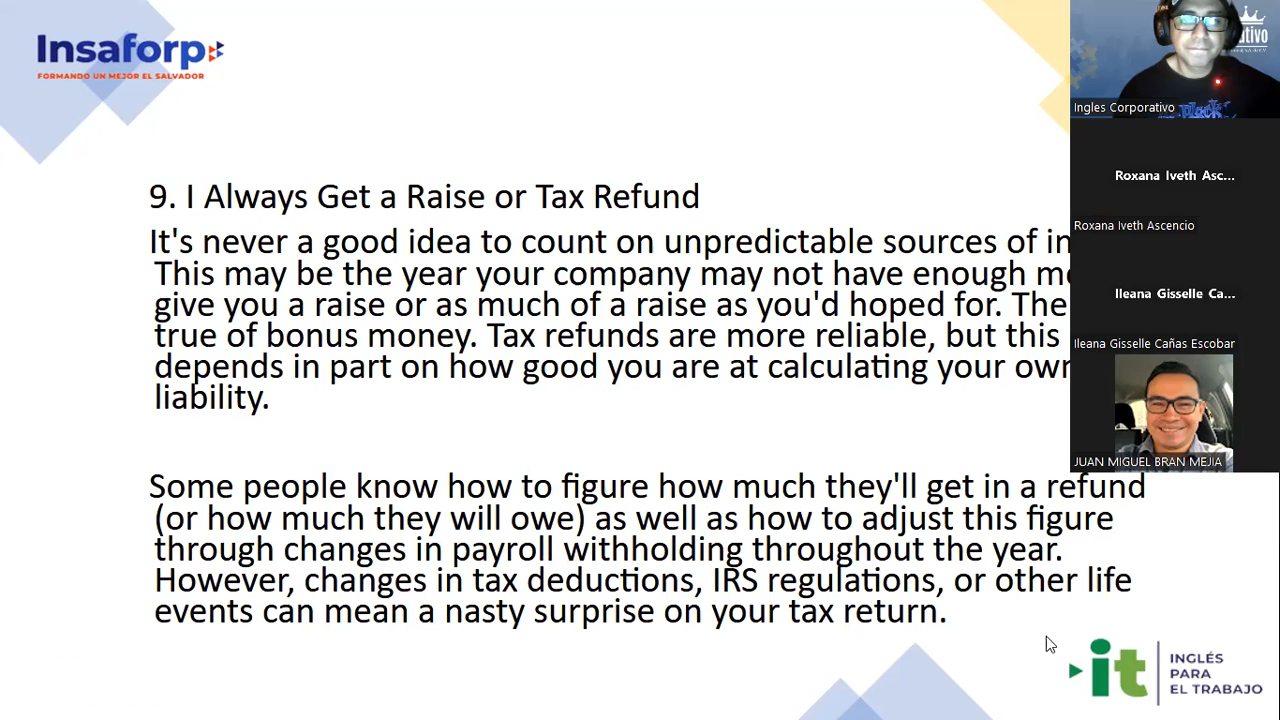 Insaforp
FORMANDO UN MEJOR EL SALVADOR
9. I Always Get a Raise or Tax Refund
It's never a good idea to count on unpredictable sources of
This may be the year your company may not have enough
give you a raise or as much of a raise as you'd hoped for. The
true of bonus money. Tax refunds are more reliable, but this
depends in part on how good you are at calculating your
liability.
Some people know how to figure how much they'll get in a refund
(or how much they will owe) as well as how to adjust this figure
through changes in payroll withholding throughout the year.
However, changes in tax deductions, IRS regulations, or other life
events can mean a nasty surprise on your tax return.
Ingles Corporativo
Roxana Iveth Asc...
Roxana Iveth Ascencio
Ileana Gisselle Ca...
Ileana Gisselle Cañas Escobar
JUAN MIGUEL BRAN MEJIA
it
INGLÉS
PARA
EL TRABAJO